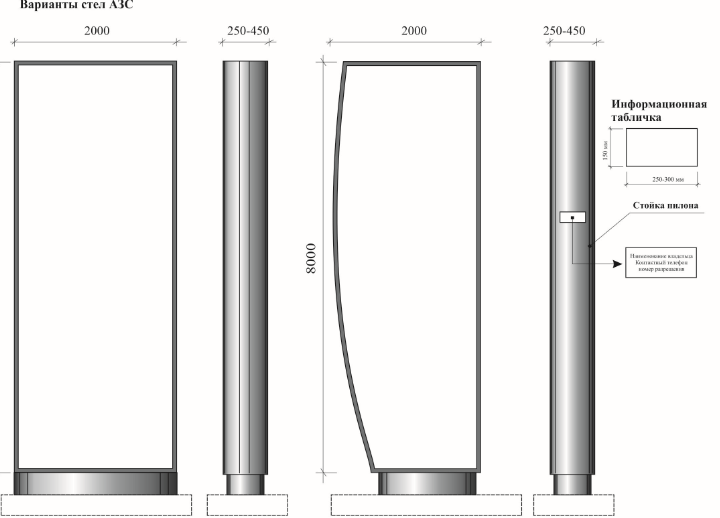 Варианты стел АЗС
2000
250-450
2000
250-450
Информационная
табличка
150 мм
250-300 мм
Стойка пилона
8000
Наименование владельца
Контактный телефон
номер разрешения